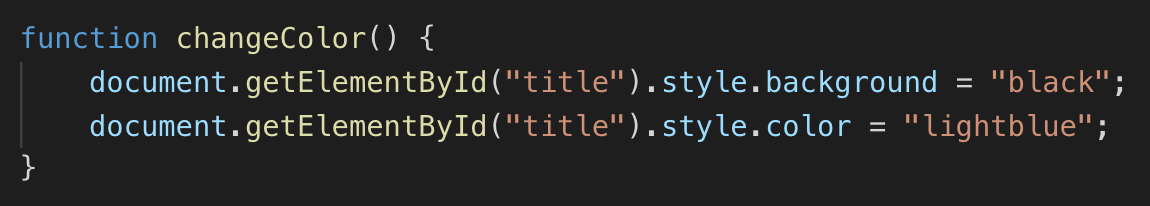 function changeColor() {
    document.getElementById("title").style.background = "black";
    document.getElementById("title").style.color = "lightblue";
}